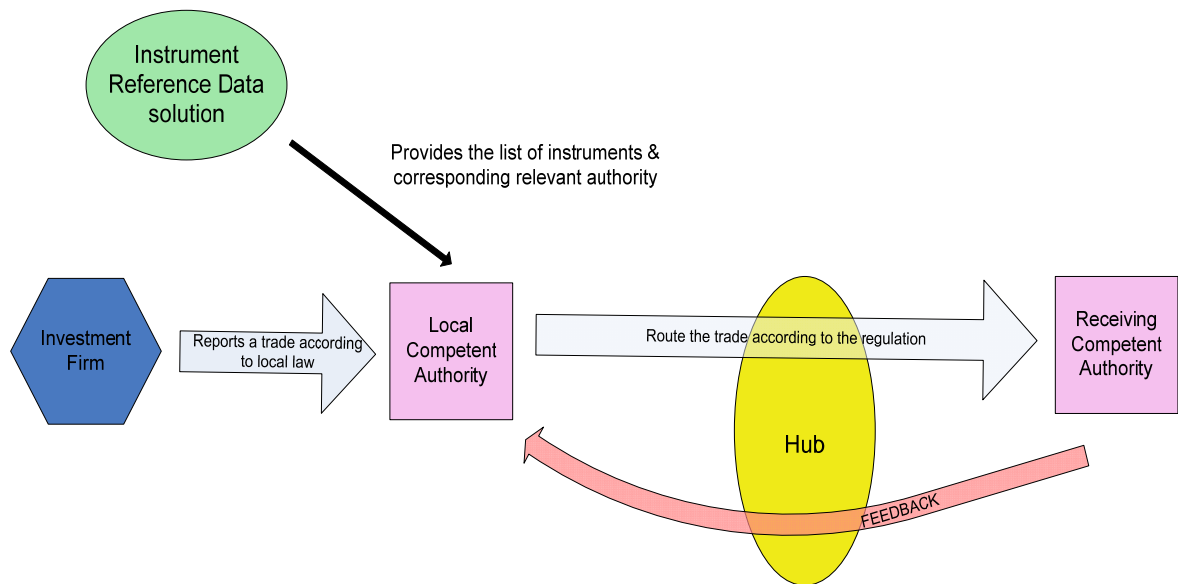 Instrument
Reference Data
solution
Provides the list of instruments &
corresponding relevant authority
Investment
Firm
Reports a trade according
to local law
Local
Competent
Authority
Route the trade according to the regulation
Receiving
Competent
Authority
Hub
FEEDBACK